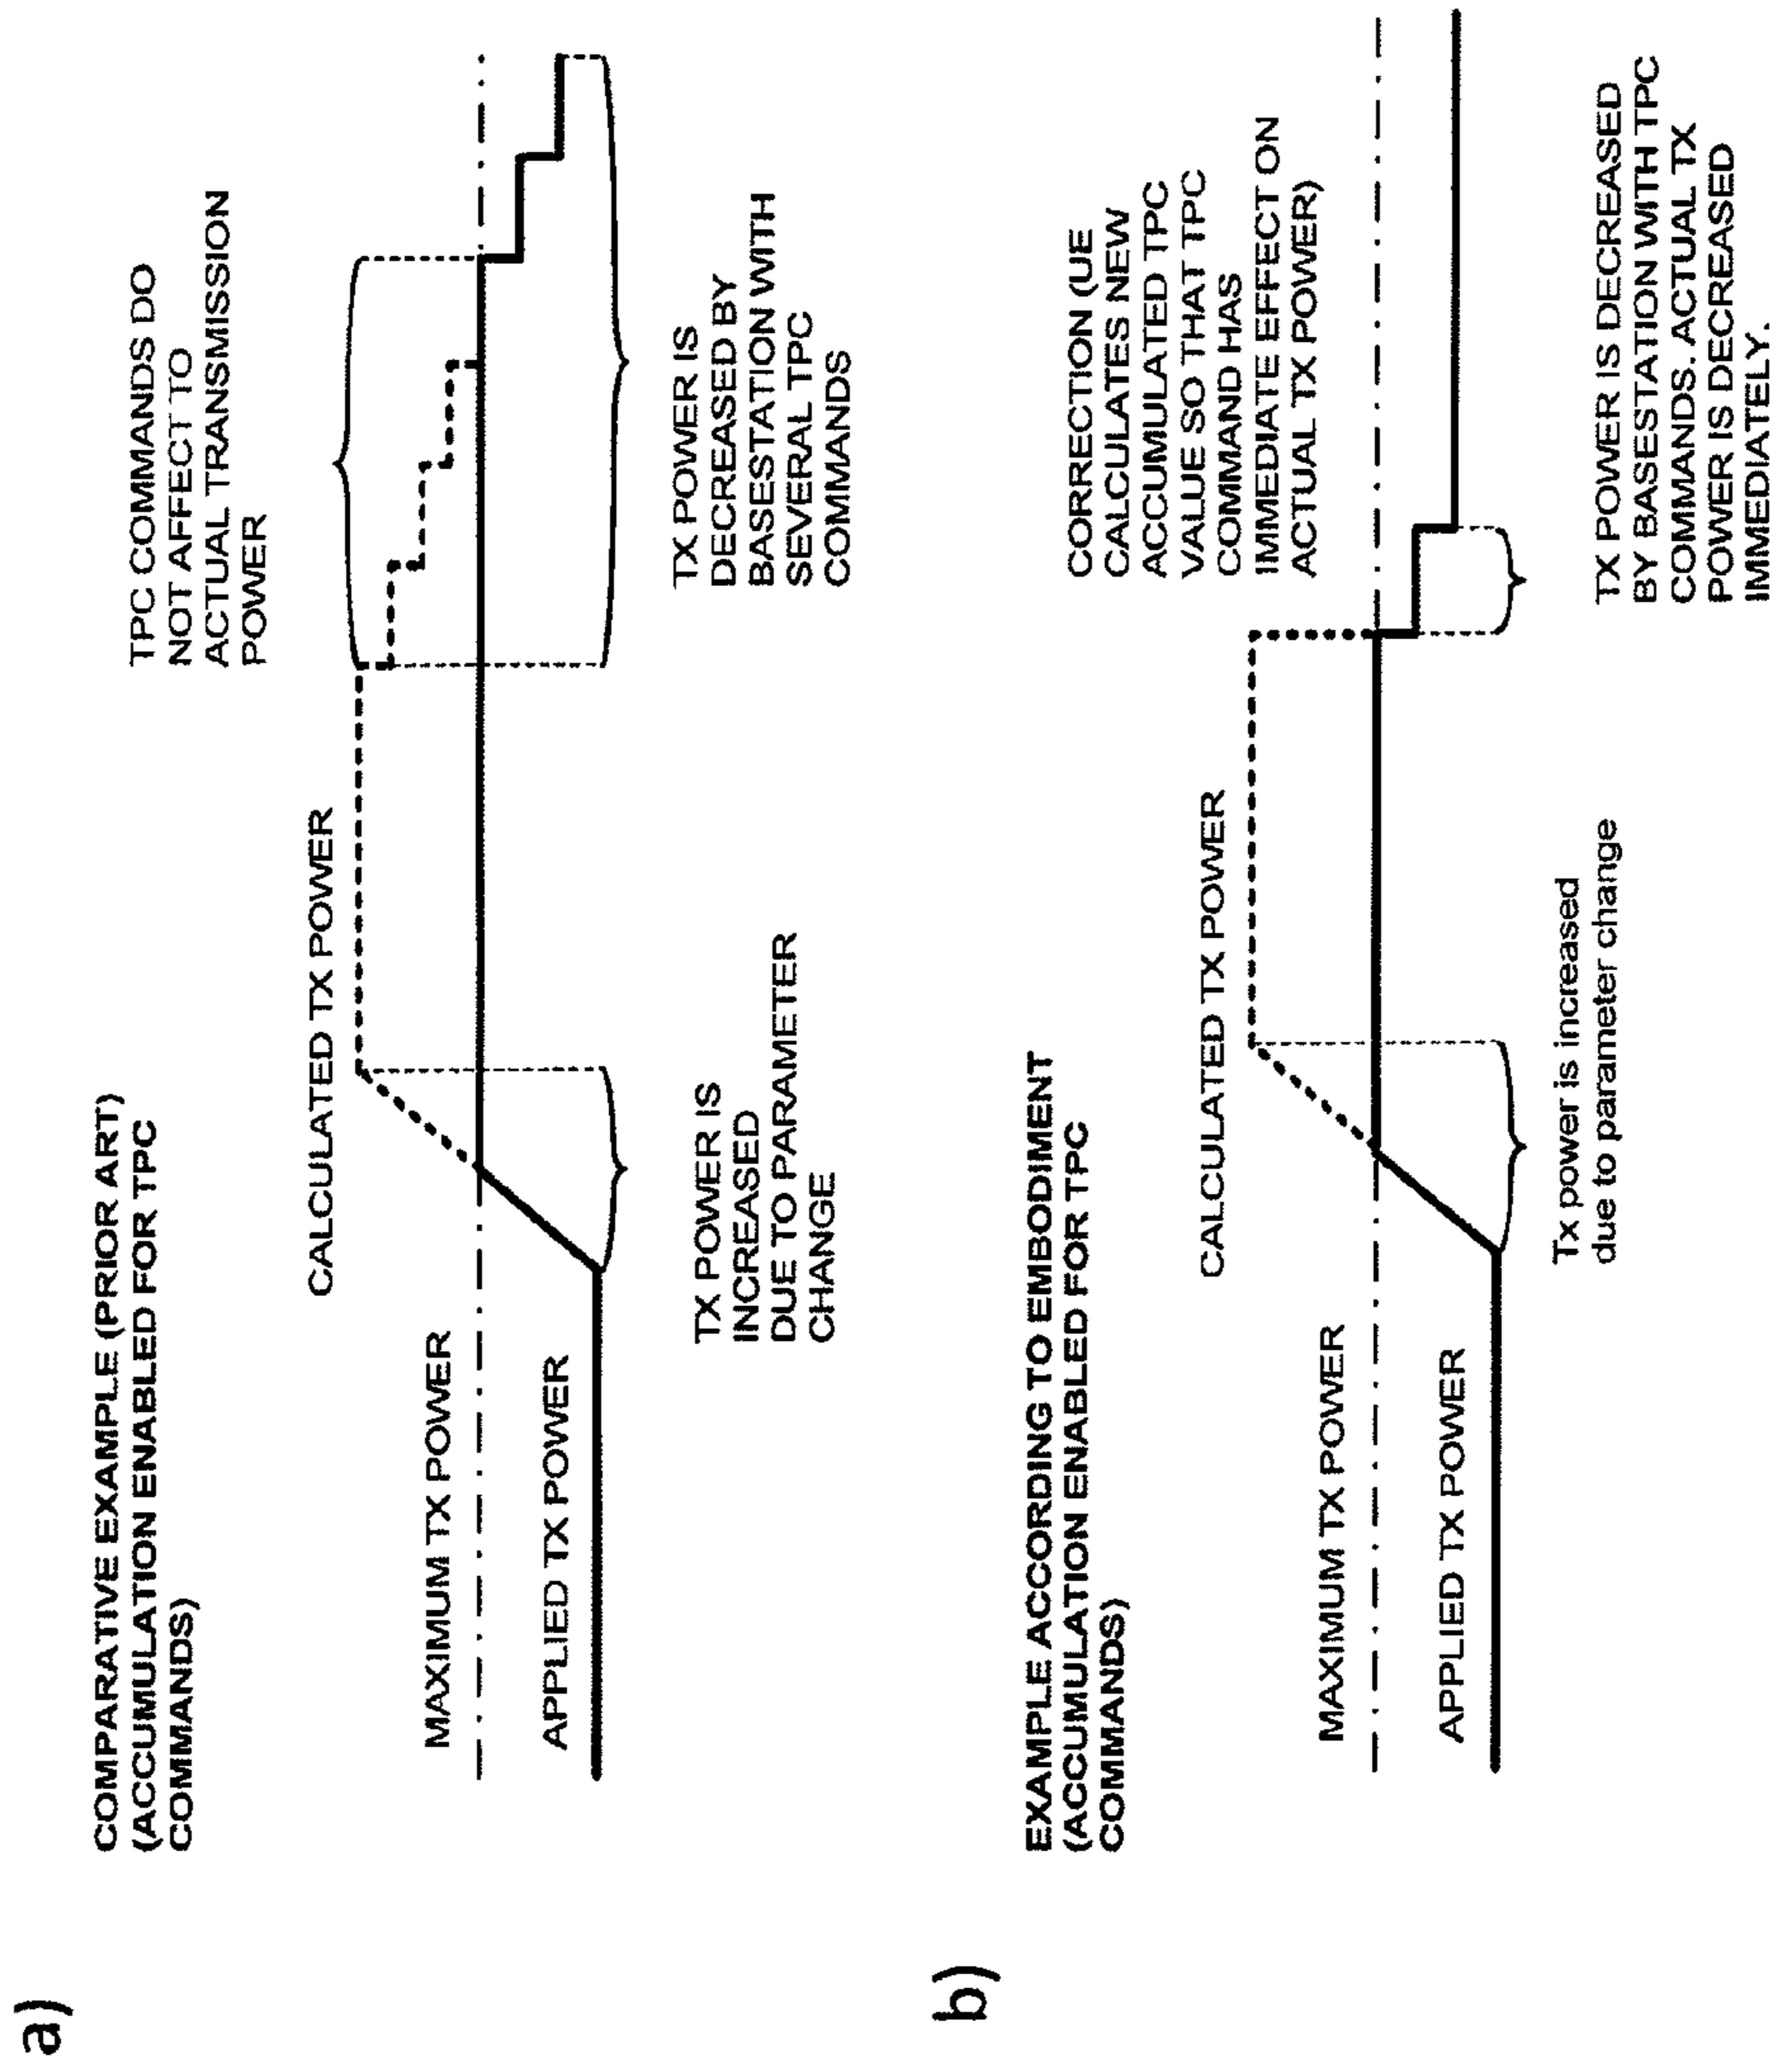 a)
COMPARATIVE EXAMPLE (PRIOR ART)
(ACCUMULATION ENABLED FOR TPC
COMMANDS)
MAXIMUM TX POWER
APPLIED TX POWER
CALCULATED TX POWER
TX POWER IS
INCREASED
DUE TO PARAMETER
CHANGE
TPC COMMANDS DO
NOT AFFECT TO
ACTUAL TRANSMISSION
POWER
TX POWER IS
DECREASED BY
BASESTATION WITH
SEVERAL TPC
COMMANDS
b)
EXAMPLE ACCORDING TO EMBODIMENT
(ACCUMULATION ENABLED FOR TPC
COMMANDS)
MAXIMUM TX POWER
APPLIED TX POWER
CALCULATED TX POWER
Tx power is increased
due to parameter change
CORRECTION (UE
CALCULATES NEW
ACCUMULATED TPC
VALUE SO THAT TPC
COMMAND HAS
IMMEDIATE EFFECT ON
ACTUAL TX POWER)
TX POWER IS DECREASED
BY BASESTATION WITH TPC
COMMANDS. ACTUAL TX
POWER IS DECREASED
IMMEDIATELY.